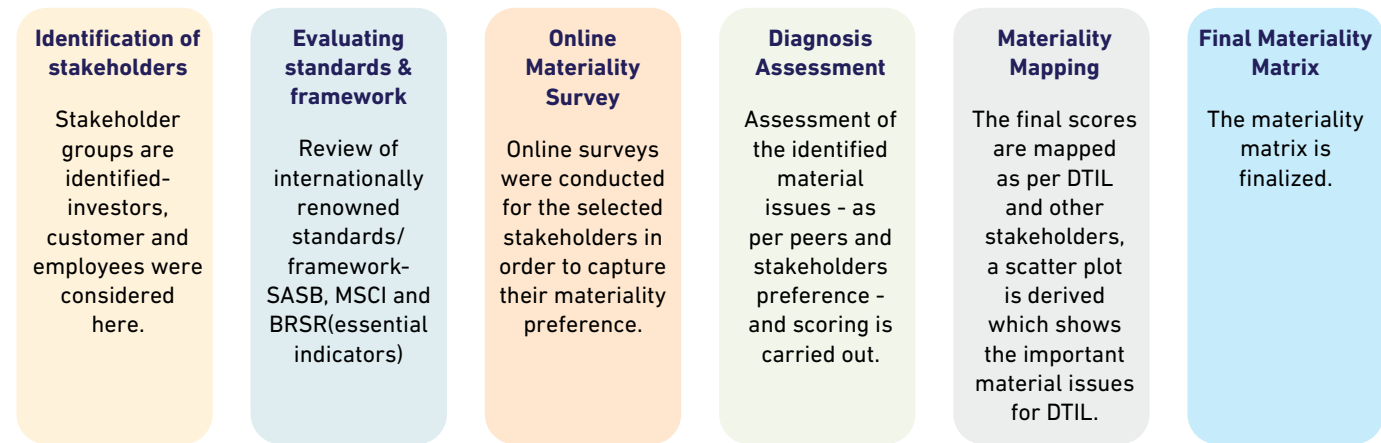 Identification of
stakeholders
Stakeholder
groups are
identified-
investors,
customer and
employees were
considered
here.
Evaluating
standards &
framework
Review of
internationally
renowned
standards/
framework-
SASB, MSCI and
BRSR(essential
indicators)
Online
Materiality
Survey
Online surveys
were conducted
for the selected
stakeholders in
order to capture
their materiality
preference.
Diagnosis
Assessment
Assessment of
the identified
material
issues - as
per peers and
stakeholders
preference -
and scoring is
carried out.
Materiality
Mapping
The final scores
are mapped
as per DTIL
and other
stakeholders,
a scatter plot
is derived
which shows
the important
material issues
for DTIL.
Final Materiality
Matrix
The materiality
matrix is
finalized.